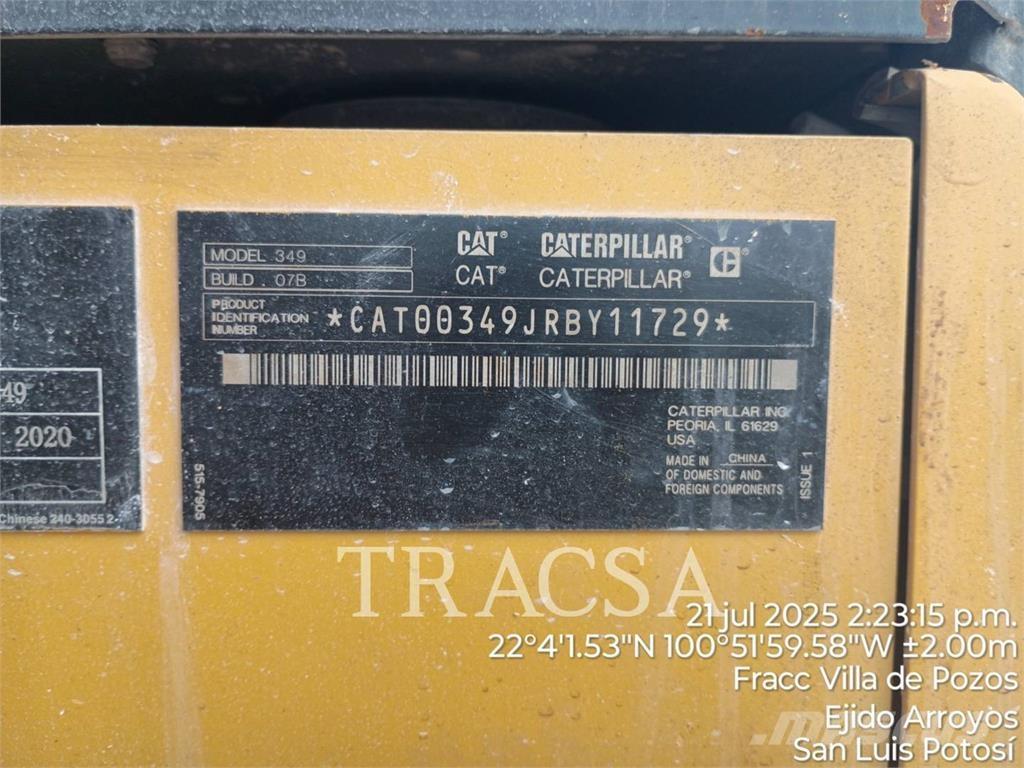 49
2020
Chinese 240-3055 2
MODEL 349
BUILD 07B
PRODUCT
IDENTIFICATION
NUMBER
*CAT00349JRBY11729*
CAT® CATERPILLAR® ®
CAT® CATERPILLAR®
CATERPILLAR INC.
PEORIA, IL 61629
USA
MADE IN CHINA
OF DOMESTIC AND
FOREIGN COMPONENTS
ISSUE 1
515-7905
TRACSA
21 jul 2025 2:23:15 p.m.
22°4'1.53"N 100°51'59.58"W ±2.00m
Fracc Villa de Pozos
Ejido Arroyos
San Luis Potosí